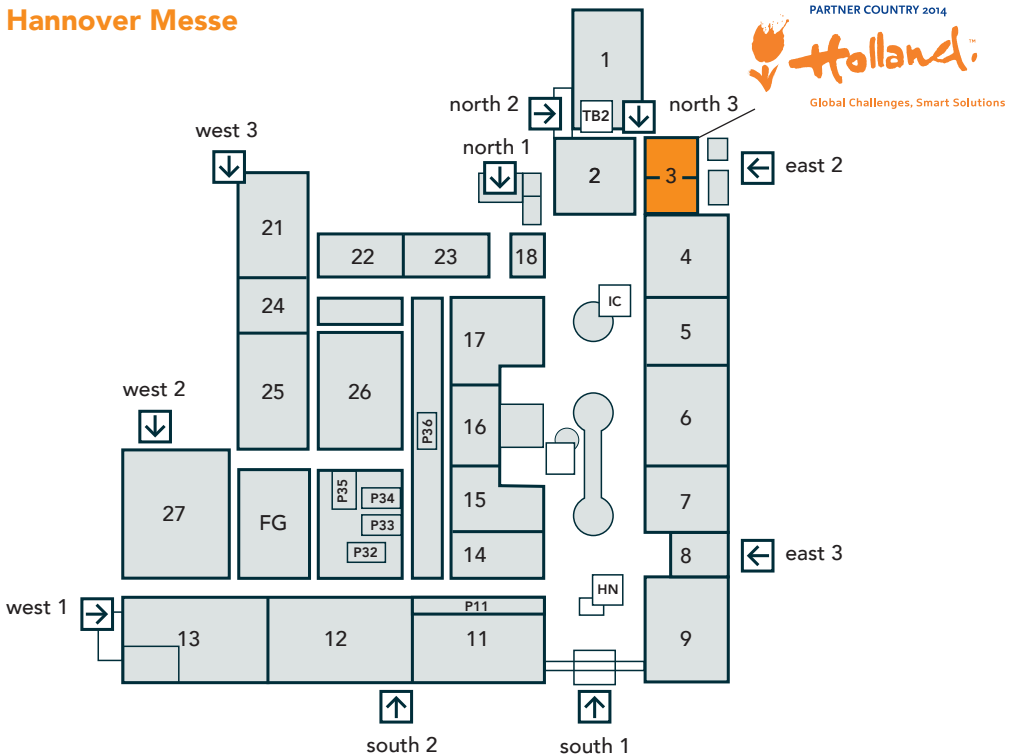 Hannover Messe
PARTNER COUNTRY 2014
Holland.™
Global Challenges, Smart Solutions
1
north 2
TB2
north 3
west 3
north 1
2
3
east 2
21
22
23
18
4
24
IC
17
5
25
26
west 2
P36
16
6
P35
P34
15
7
27
FG
P33
P32
14
8
east 3
HN
west 1
P11
13
12
11
9
south 2
south 1